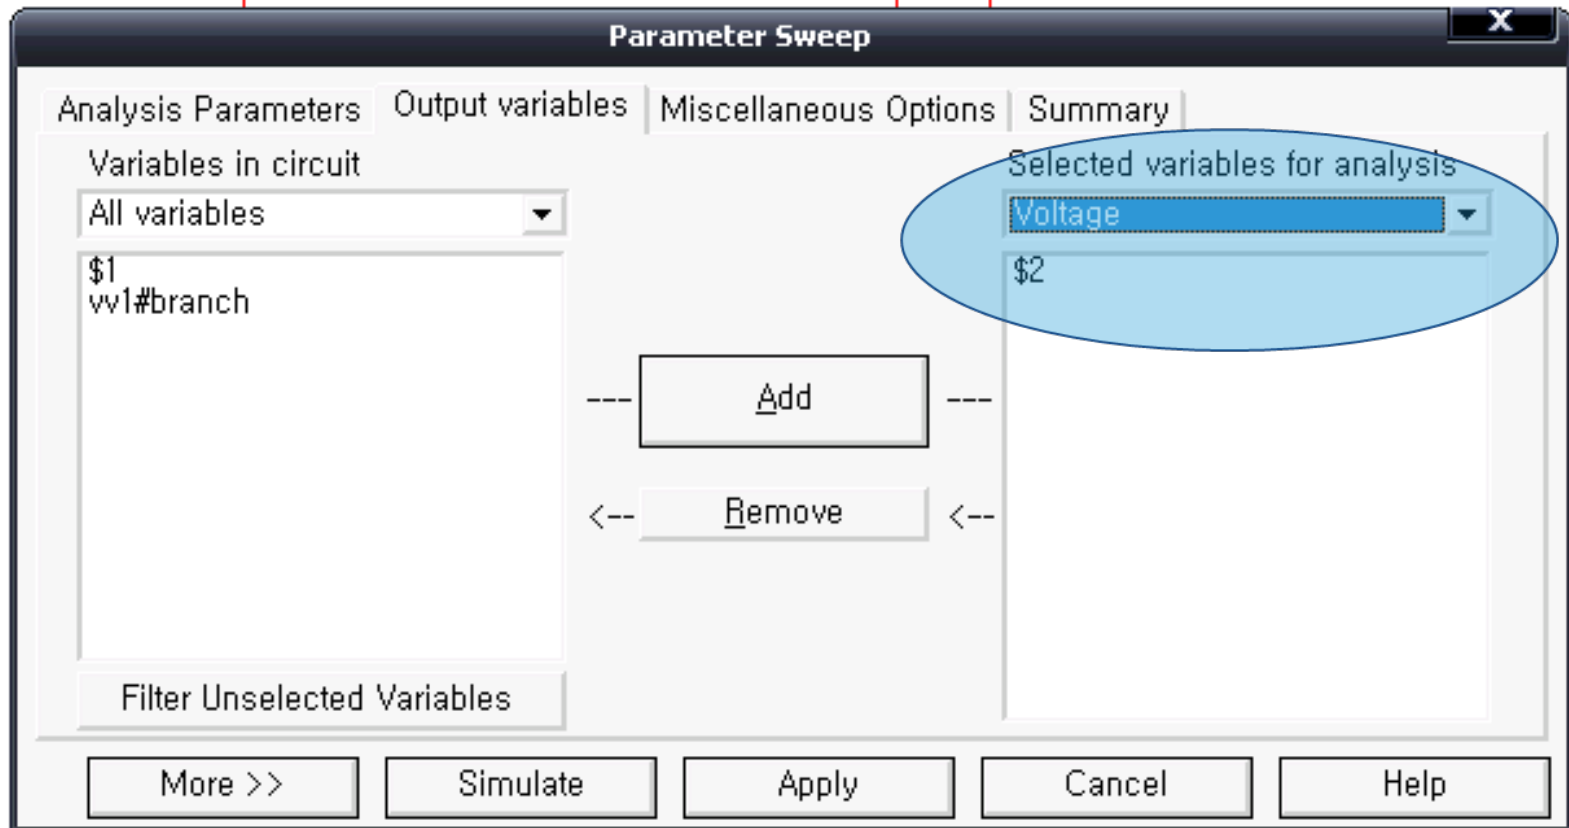 Parameter Sweep
X
Analysis Parameters
Output variables
Miscellaneous Options
Summary
Variables in circuit
All variables
$1
vv1#branch
Filter Unselected Variables
--- Add ---
<-- Remove <--
Selected variables for analysis
Voltage
$2
More >>
Simulate
Apply
Cancel
Help